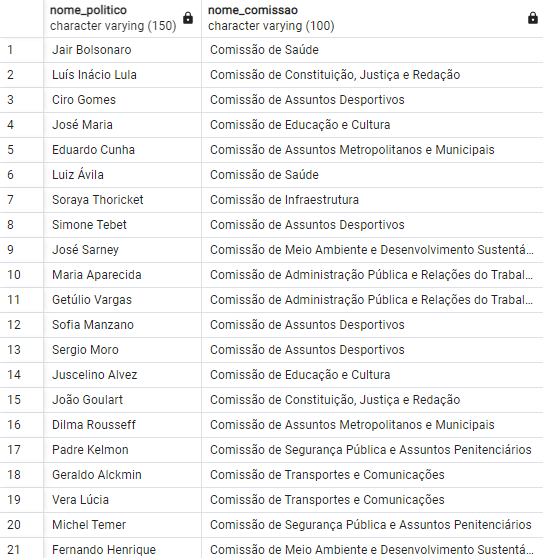 nome_politico nome_comissao
character varying (150) character varying (100)
1 Jair Bolsonaro Comissão de Saúde
2 Luís Inácio Lula Comissão de Constituição, Justiça e Redação
3 Ciro Gomes Comissão de Assuntos Desportivos
4 José Maria Comissão de Educação e Cultura
5 Eduardo Cunha Comissão de Assuntos Metropolitanos e Municipais
6 Luiz Ávila Comissão de Saúde
7 Soraya Thoricket Comissão de Infraestrutura
8 Simone Tebet Comissão de Assuntos Desportivos
9 José Sarney Comissão de Meio Ambiente e Desenvolvimento Sustentá...
10 Maria Aparecida Comissão de Administração Pública e Relações do Trabal...
11 Getúlio Vargas Comissão de Administração Pública e Relações do Trabal...
12 Sofia Manzano Comissão de Assuntos Desportivos
13 Sergio Moro Comissão de Assuntos Desportivos
14 Juscelino Alvez Comissão de Educação e Cultura
15 João Goulart Comissão de Constituição, Justiça e Redação
16 Dilma Rousseff Comissão de Assuntos Metropolitanos e Municipais
17 Padre Kelmon Comissão de Segurança Pública e Assuntos Penitenciários
18 Geraldo Alckmin Comissão de Transportes e Comunicações
19 Vera Lúcia Comissão de Transportes e Comunicações
20 Michel Temer Comissão de Segurança Pública e Assuntos Penitenciários
21 Fernando Henrique Comissão de Meio Ambiente e Desenvolvimento Sustentá...